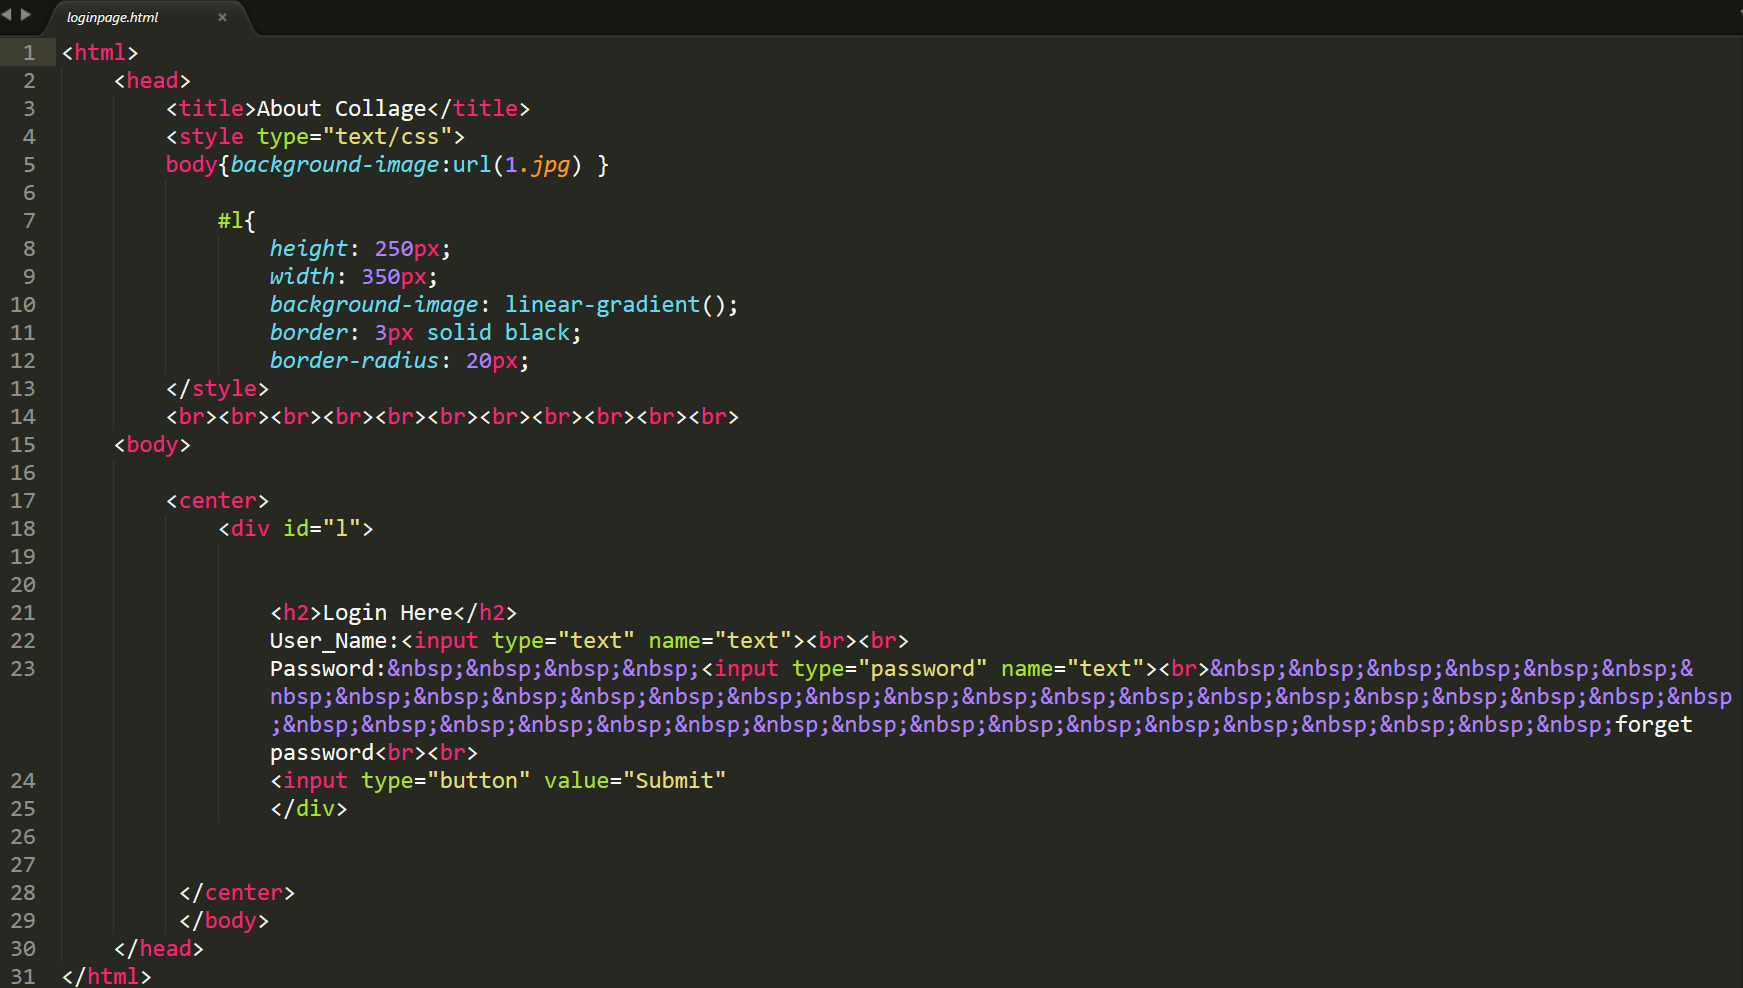 loginpage.html ×
1 <html>
2 <head>
3 <title>About Collage</title>
4 <style type="text/css">
5 body{background-image:url(1.jpg) }
6
7 #l{
8 height: 250px;
9 width: 350px;
10 background-image: linear-gradient();
11 border: 3px solid black;
12 border-radius: 20px;
13 </style>
14 <br><br><br><br><br><br><br><br><br><br><br>
15 <body>
16
17 <center>
18 <div id="l">
19
20
21 <h2>Login Here</h2>
22 User_Name:<input type="text" name="text"><br><br>
23 Password:&nbsp;&nbsp;&nbsp;&nbsp;<input type="password" name="text"><br>&nbsp;&nbsp;&nbsp;&nbsp;&nbsp;&nbsp;&
nbsp;&nbsp;&nbsp;&nbsp;&nbsp;&nbsp;&nbsp;&nbsp;&nbsp;&nbsp;&nbsp;&nbsp;&nbsp;&nbsp;&nbsp;&nbsp;&nbsp;&nbsp;&nbsp
;&nbsp;&nbsp;&nbsp;&nbsp;&nbsp;&nbsp;&nbsp;&nbsp;&nbsp;&nbsp;&nbsp;&nbsp;&nbsp;&nbsp;&nbsp;&nbsp;&nbsp;forget
password<br><br>
24 <input type="button" value="Submit"
25 </div>
26
27
28 </center>
29 </body>
30 </head>
31 </html>